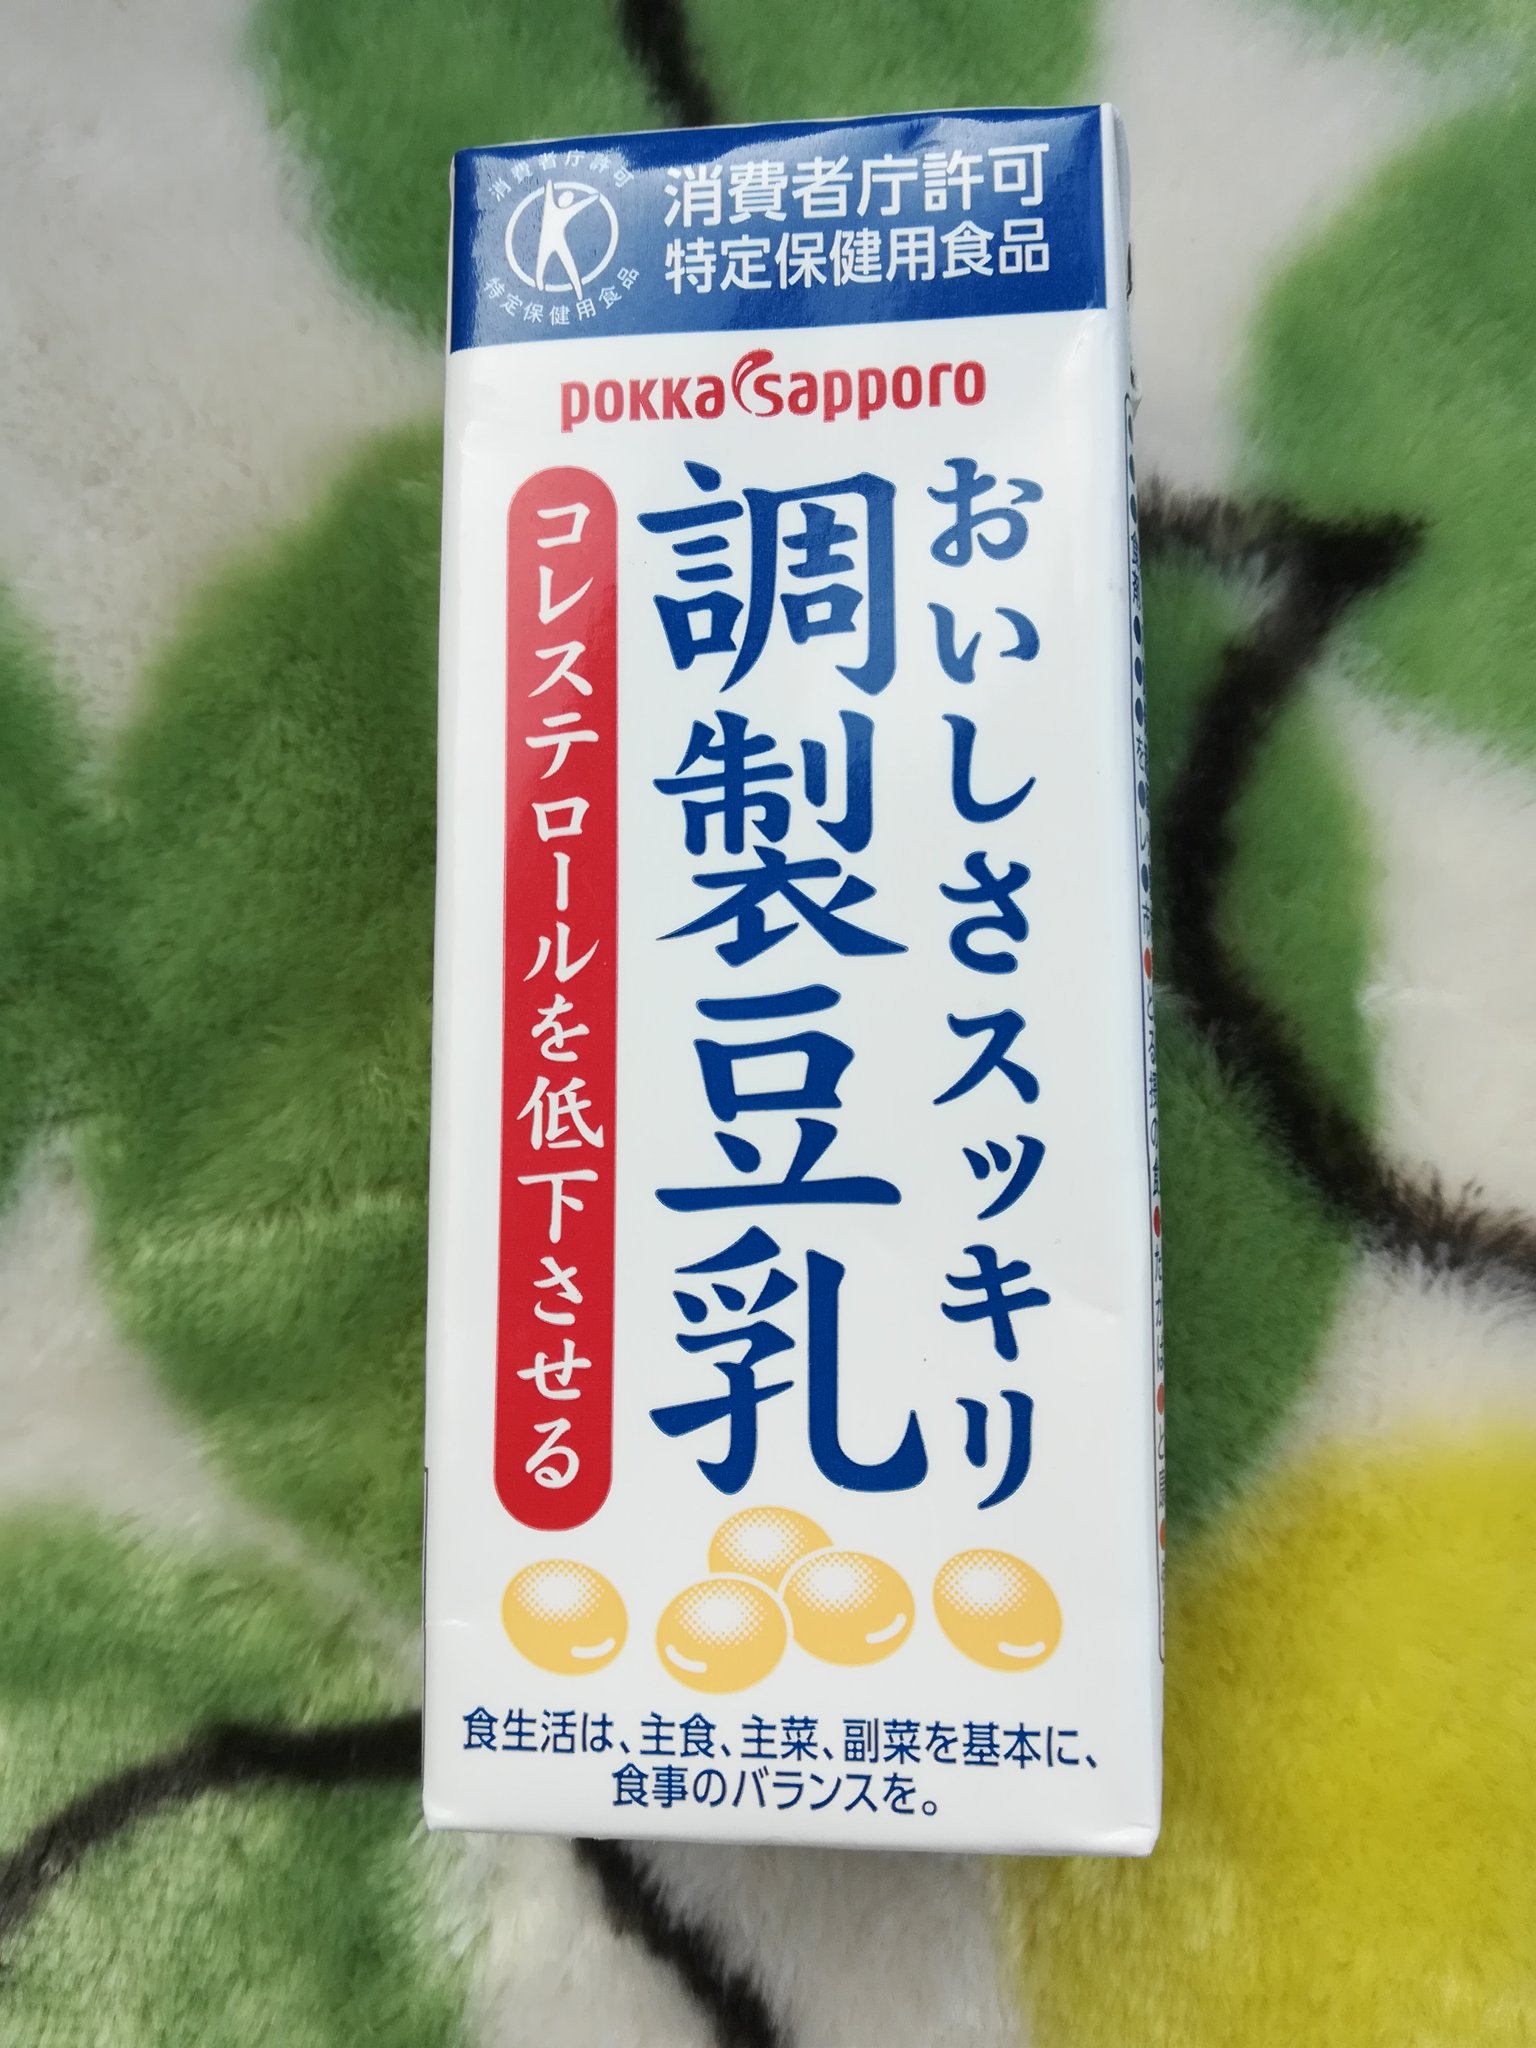 消費者庁許可
特定保健用食品
消費者庁許可
特定保健用食品
POKKA sapporo
おいしさスッキリ
調製豆乳
コレステロールを低下させる
食生活は、主食、主菜、副菜を基本に、
食事のバランスを。